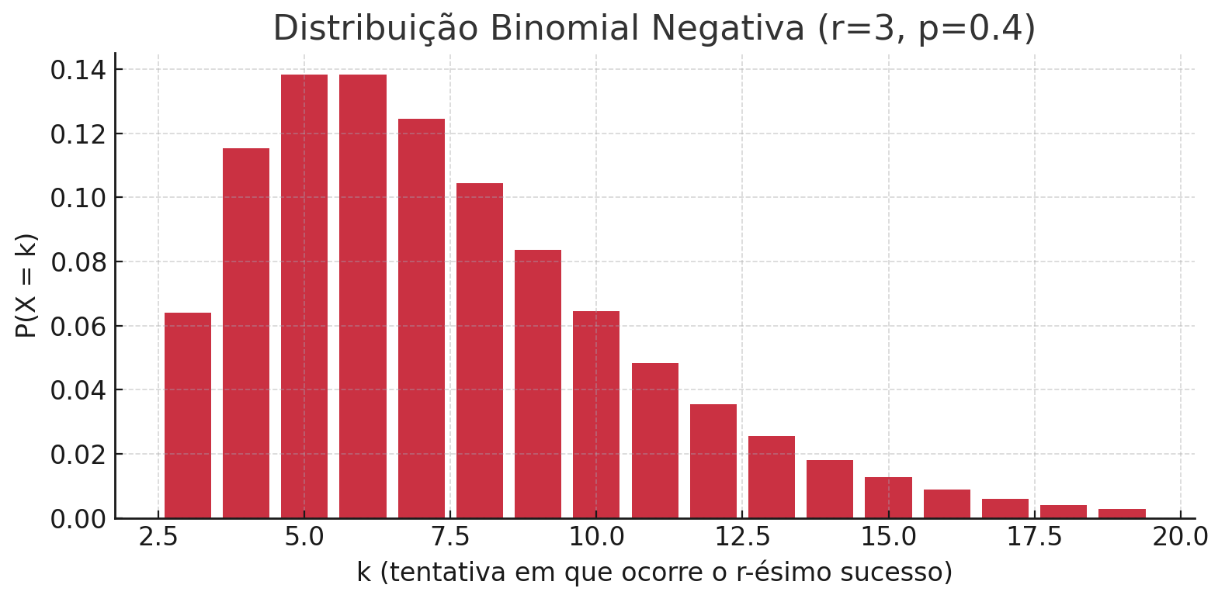 Distribuição Binomial Negativa (r=3, p=0.4)
P(X = k)
0.14
0.12
0.10
0.08
0.06
0.04
0.02
0.00
2.5 5.0 7.5 10.0 12.5 15.0 17.5 20.0
k (tentativa em que ocorre o r-ésimo sucesso)